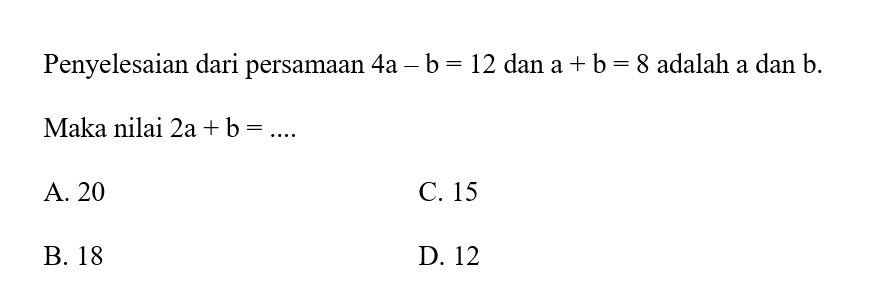 Penyelesaian dari persamaan 4a – b = 12 dan a + b = 8 adalah a dan b.
Maka nilai 2a + b = ....
A. 20 C. 15
B. 18 D. 12